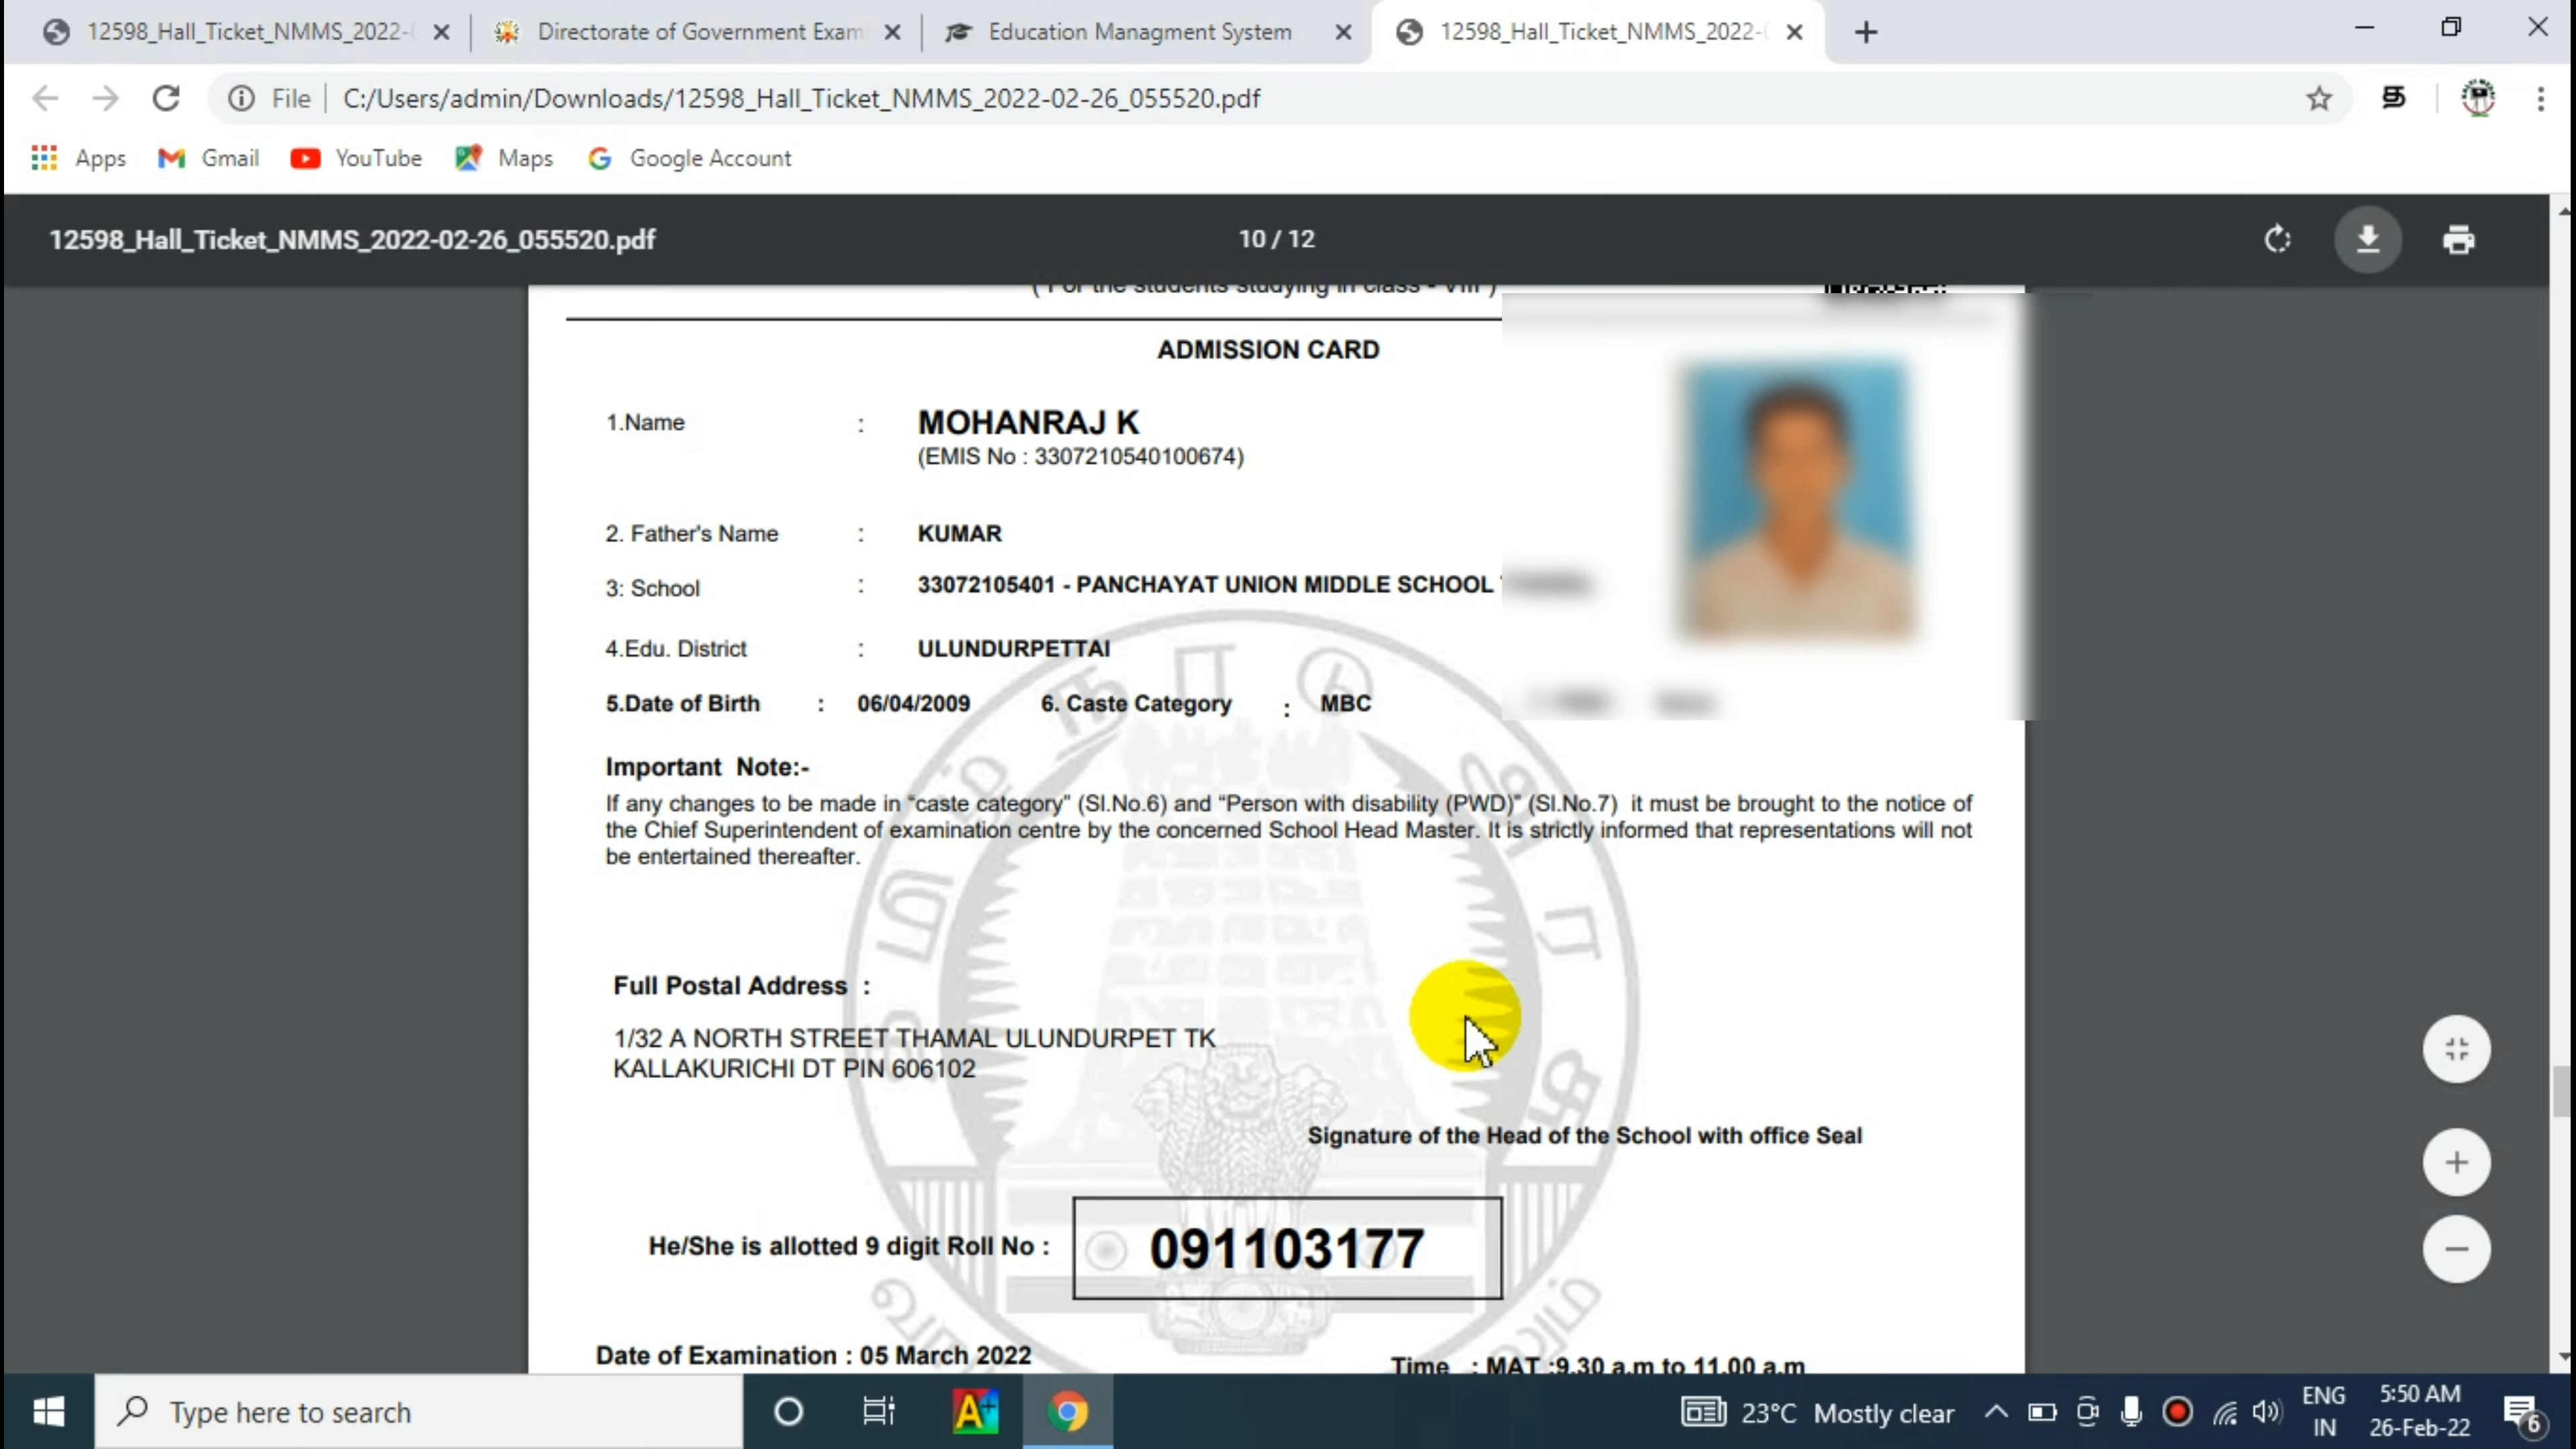 12598_Hall_Ticket_NMMS_2022-
Directorate of Government Exam
Education Managment System
12598_Hall_Ticket_NMMS_2022-
File
C:/Users/admin/Downloads/12598_Hall_Ticket_NMMS_2022-02-26_055520.pdf
த
Apps
Gmail
YouTube
Maps
Google Account
12598_Hall_Ticket_NMMS_2022-02-26_055520.pdf
10 / 12
( For the students studying in class - VIII )
ADMISSION CARD
1.Name : MOHANRAJ K
(EMIS No : 3307210540100674)
2. Father's Name : KUMAR
3: School : 33072105401 - PANCHAYAT UNION MIDDLE SCHOOL
4.Edu. District : ULUNDURPETTAI
5.Date of Birth : 06/04/2009 6. Caste Category : MBC
Important Note:-
If any changes to be made in “caste category” (Sl.No.6) and “Person with disability (PWD)” (Sl.No.7) it must be brought to the notice of
the Chief Superintendent of examination centre by the concerned School Head Master. It is strictly informed that representations will not
be entertained thereafter.
Full Postal Address :
1/32 A NORTH STREET THAMAL ULUNDURPET TK
KALLAKURICHI DT PIN 606102
Signature of the Head of the School with office Seal
He/She is allotted 9 digit Roll No : 091103177
Date of Examination : 05 March 2022
Time : MAT :9.30 a.m to 11.00 a.m
Type here to search
A+
23°C Mostly clear
ENG
IN
5:50 AM
26-Feb-22
6